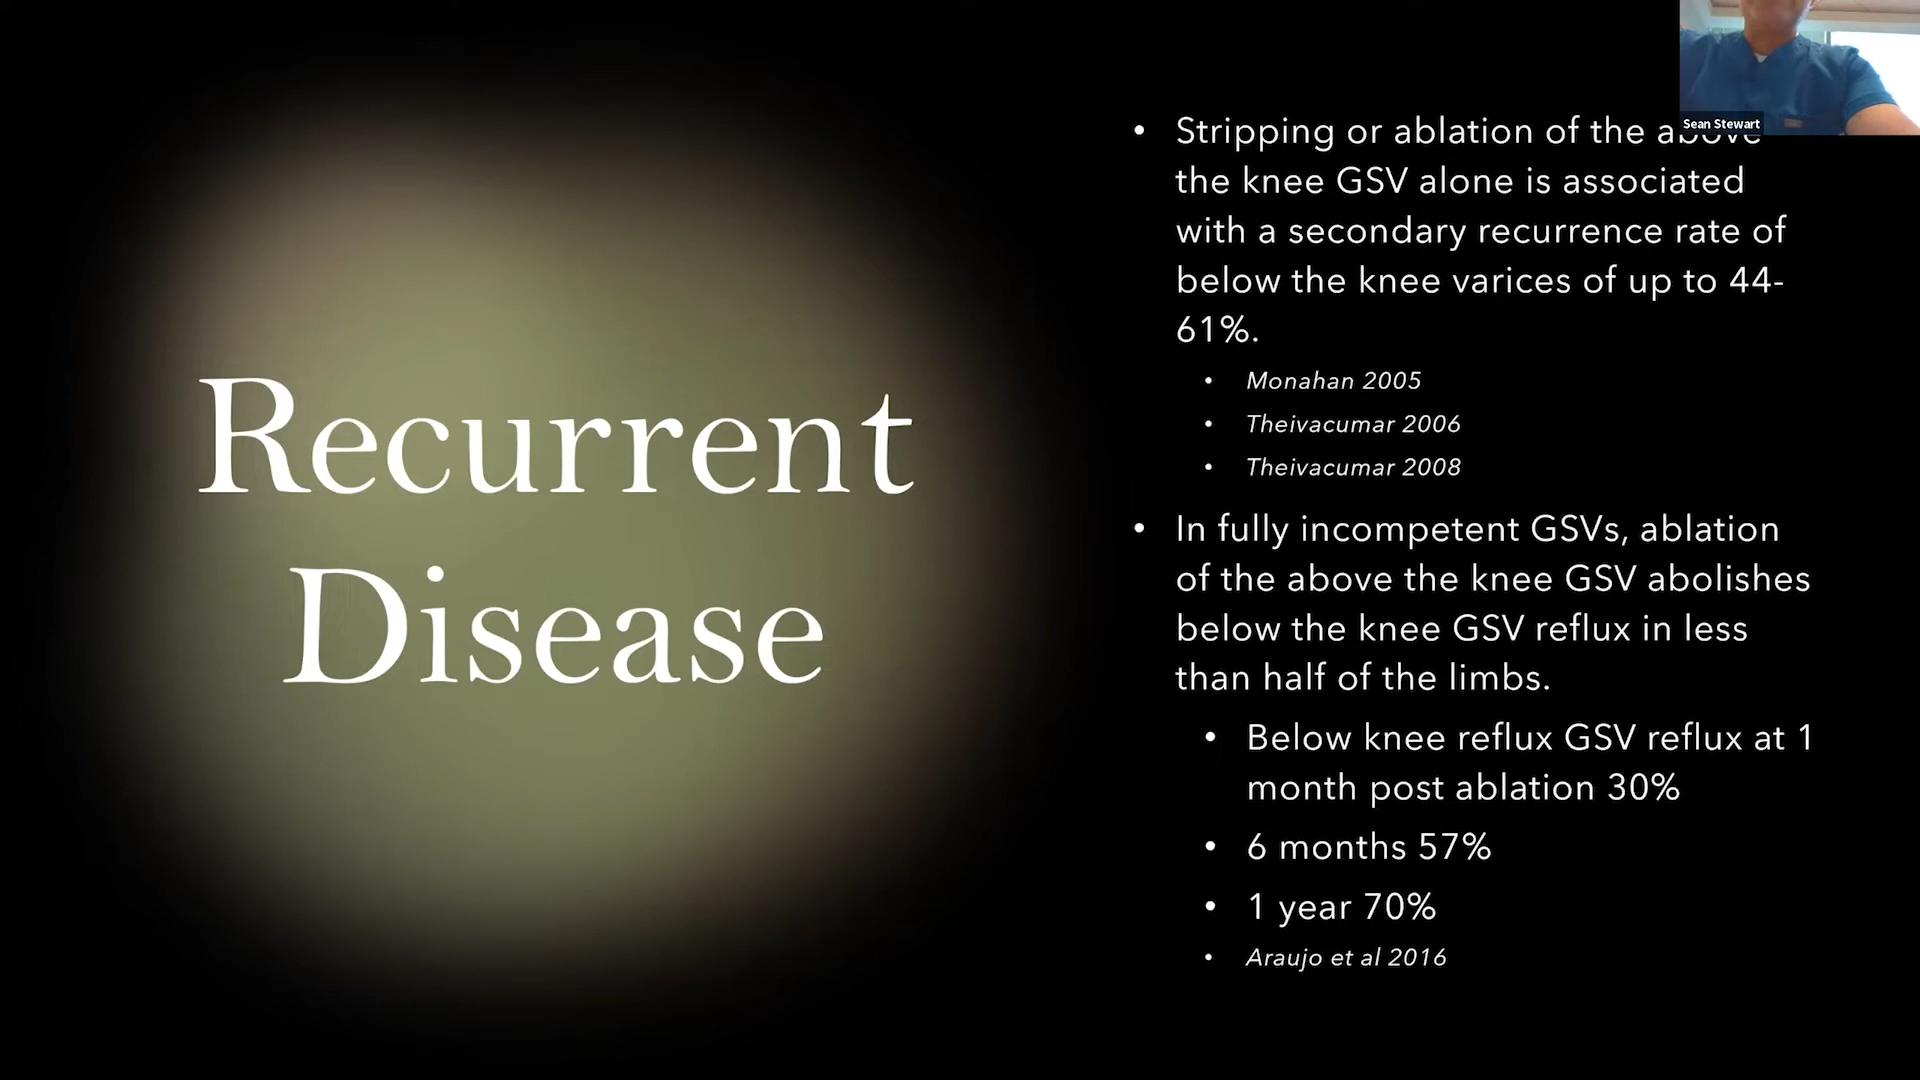 Sean Stewart
Recurrent
Disease
• Stripping or ablation of the above
the knee GSV alone is associated
with a secondary recurrence rate of
below the knee varices of up to 44-
61%.
• Monahan 2005
• Theivacumar 2006
• Theivacumar 2008
• In fully incompetent GSVs, ablation
of the above the knee GSV abolishes
below the knee GSV reflux in less
than half of the limbs.
• Below knee reflux GSV reflux at 1
month post ablation 30%
• 6 months 57%
• 1 year 70%
• Araujo et al 2016